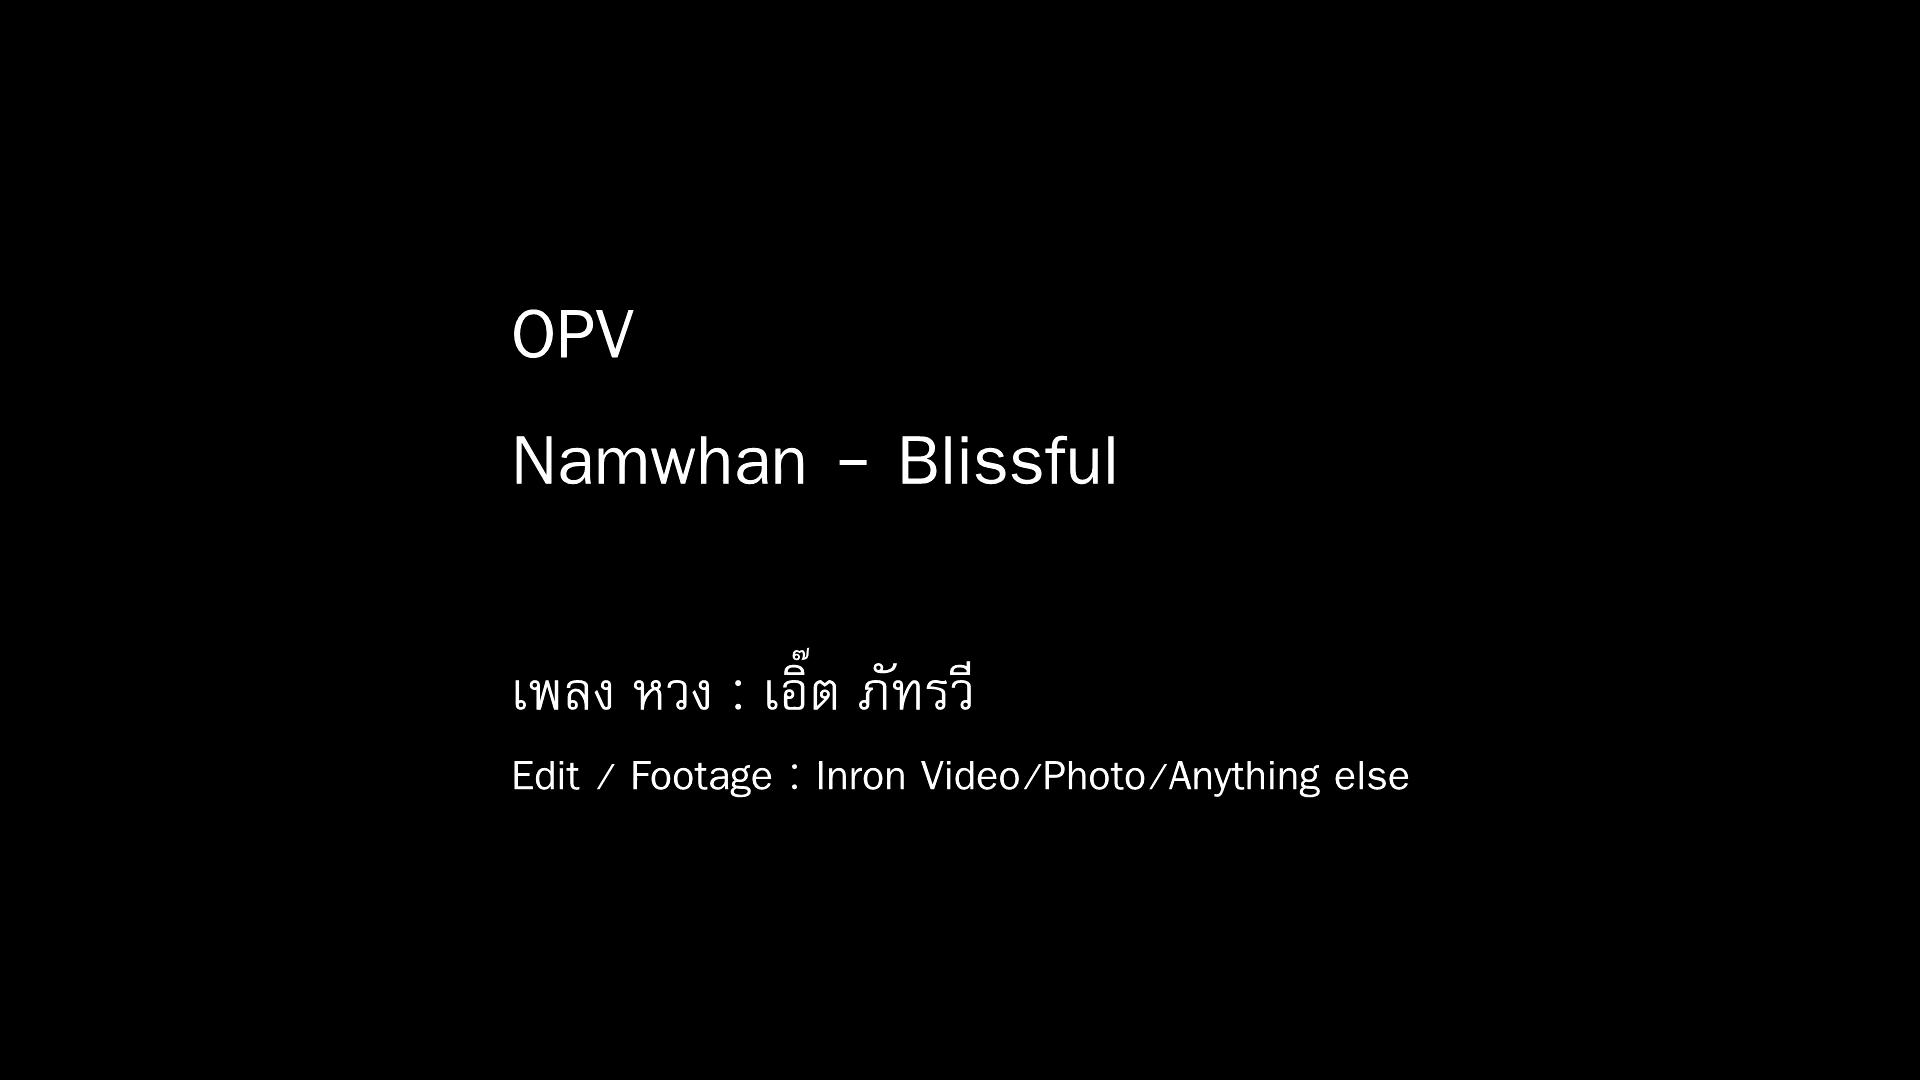 OPV
Namwhan – Blissful
เพลง หวง : เอิ๊ต ภัทรวี
Edit / Footage : Inron Video/Photo/Anything else